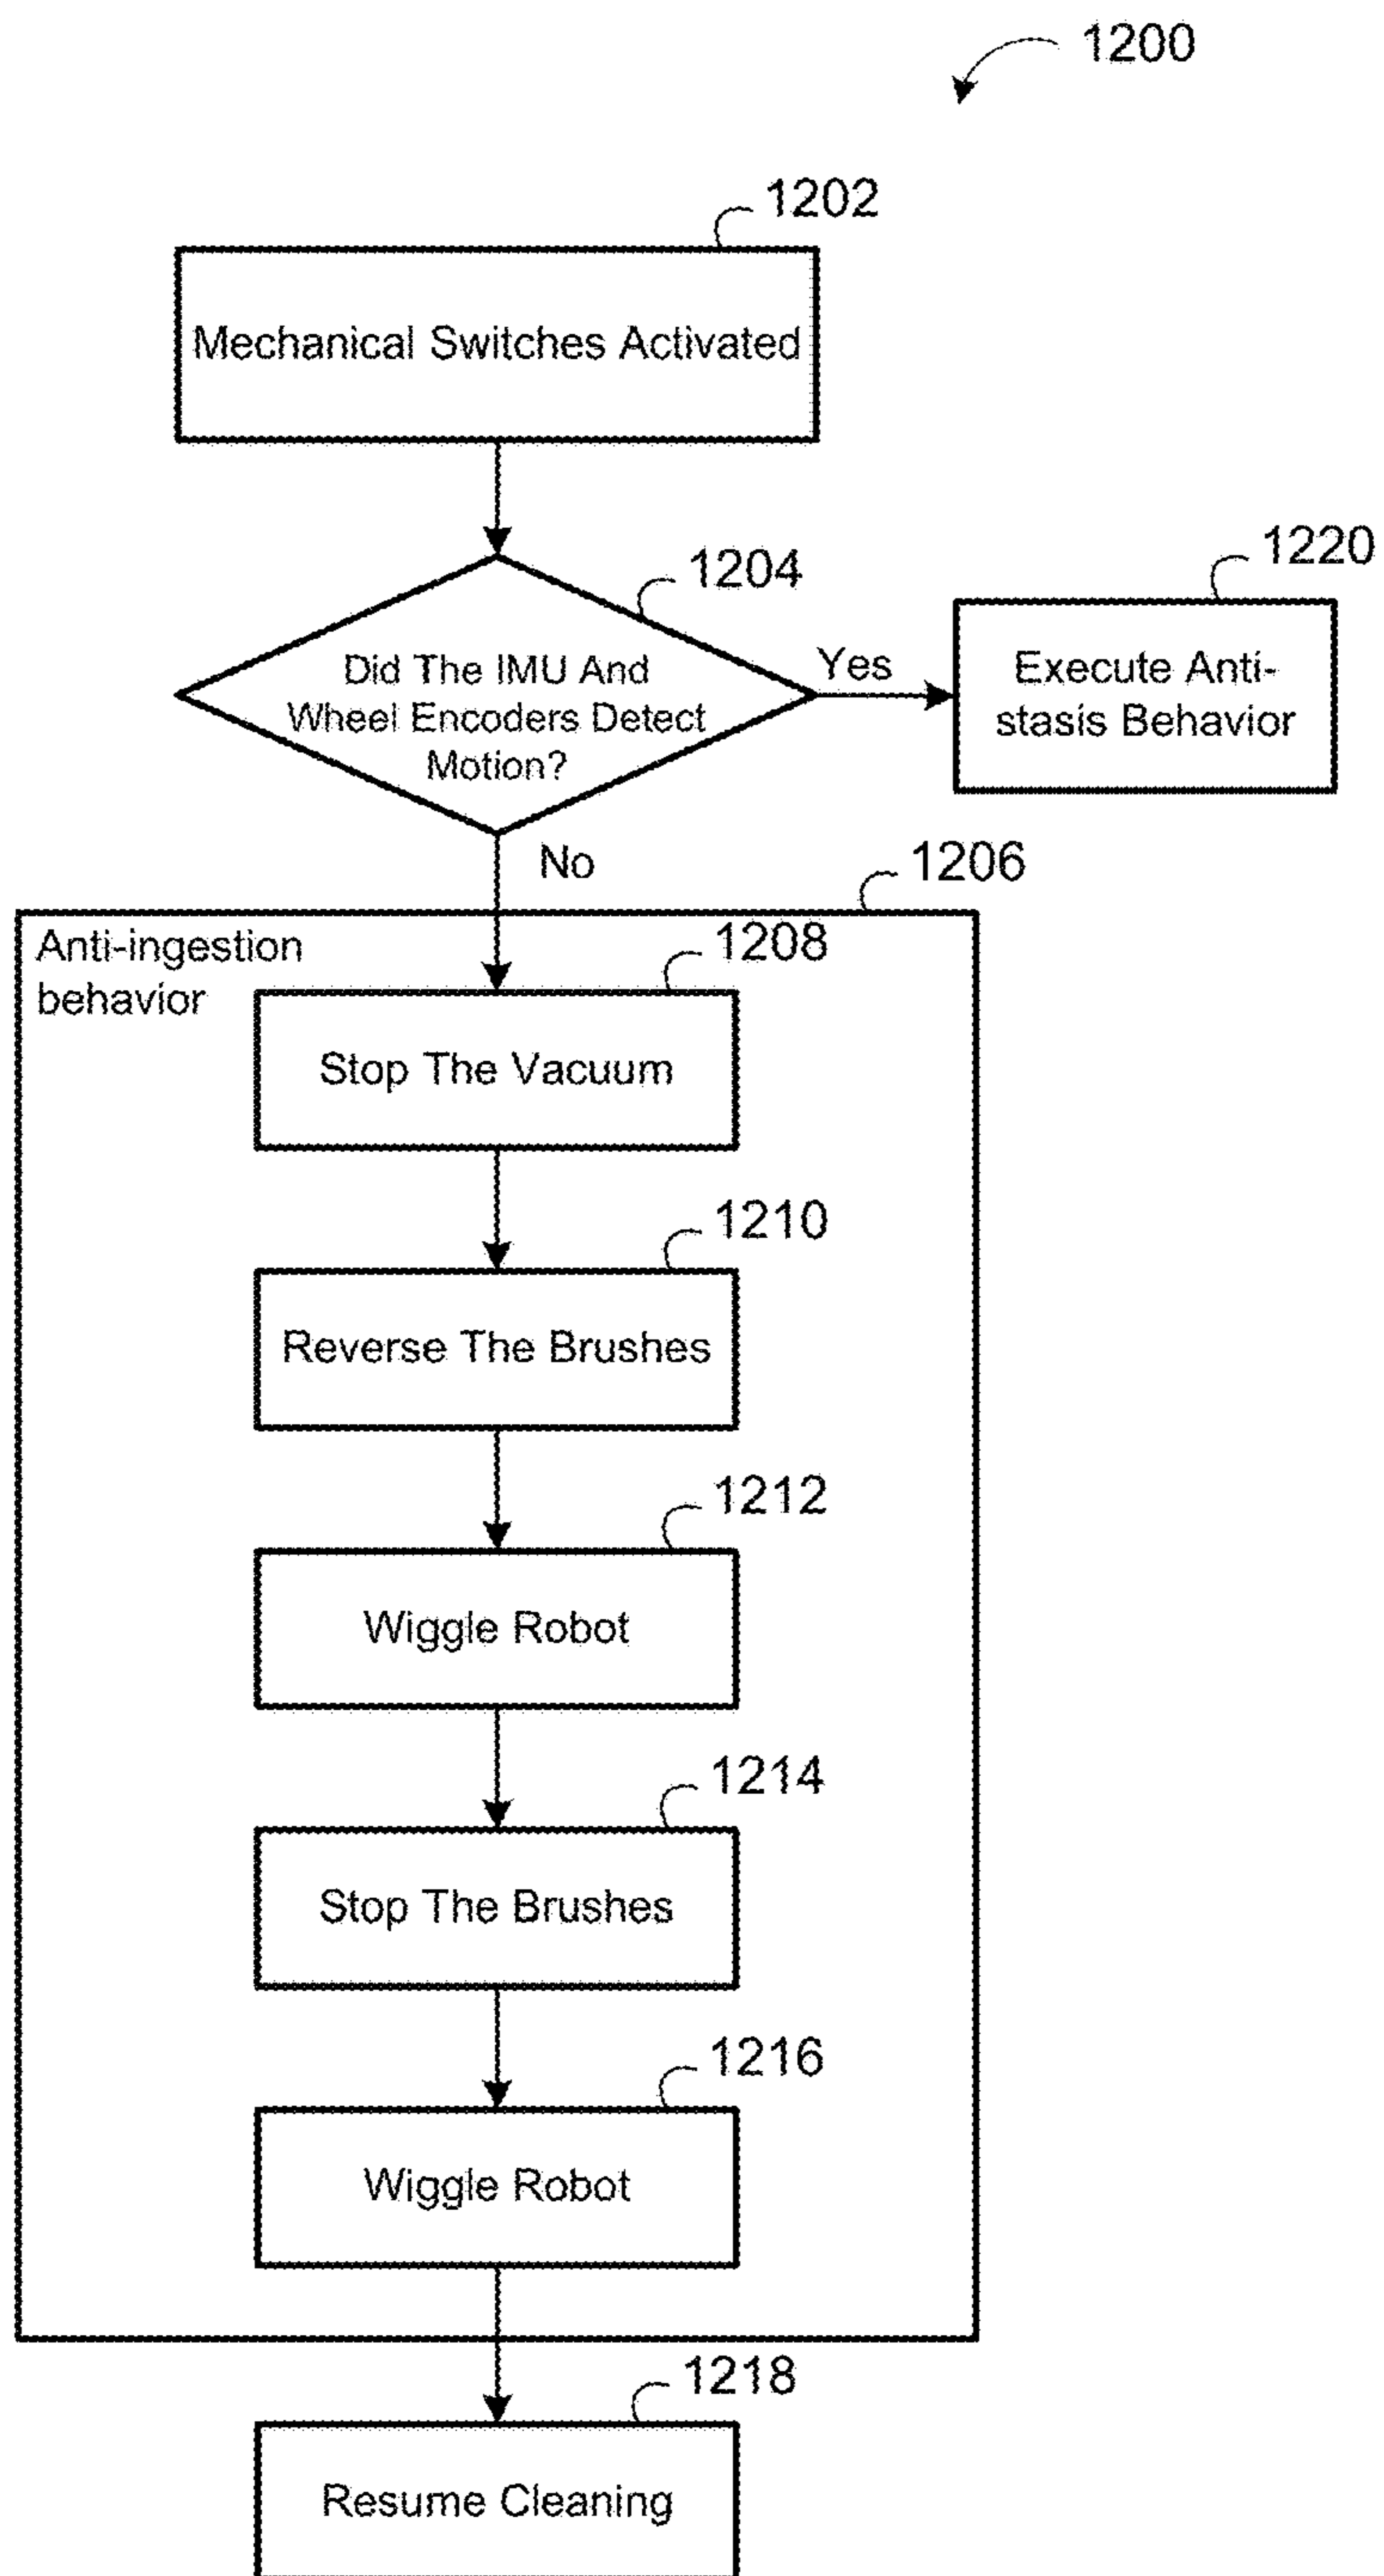 1200
1202
Mechanical Switches Activated
1204
Did The IMU And
Wheel Encoders Detect
Motion?
Yes
1220
Execute Anti-
stasis Behavior
No
1206
Anti-ingestion
behavior
1208
Stop The Vacuum
1210
Reverse The Brushes
1212
Wiggle Robot
1214
Stop The Brushes
1216
Wiggle Robot
1218
Resume Cleaning